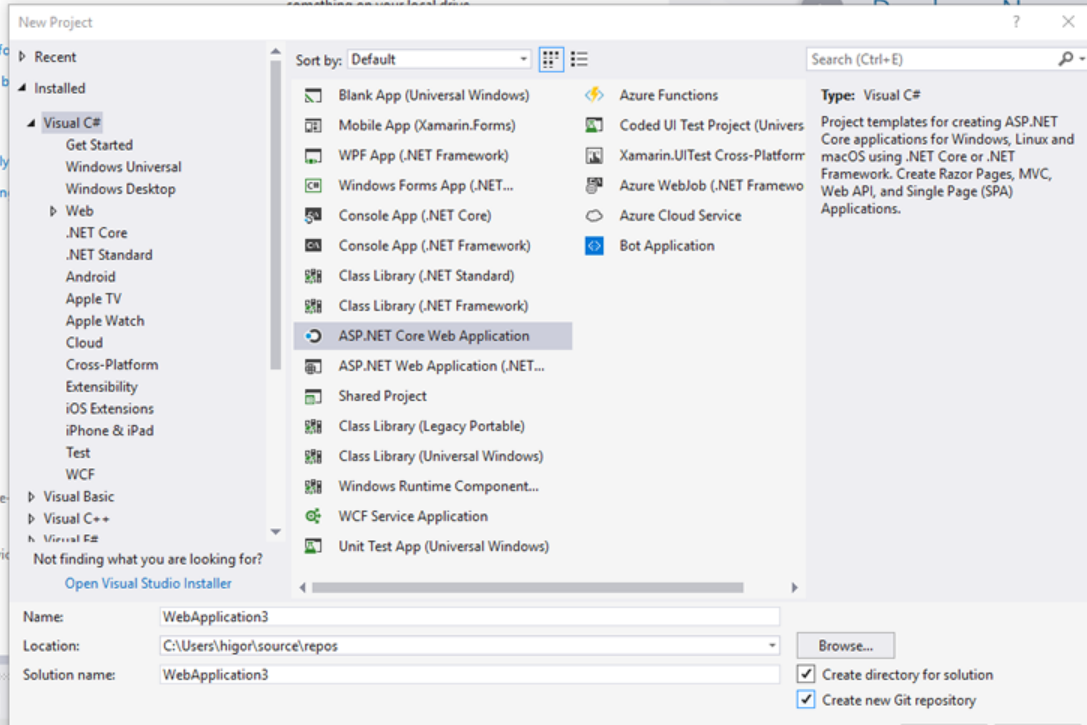 something on your local drive
New Project
?
Recent
Installed
Visual C#
Get Started
Windows Universal
Windows Desktop
Web
.NET Core
.NET Standard
Android
Apple TV
Apple Watch
Cloud
Cross-Platform
Extensibility
iOS Extensions
iPhone & iPad
Test
WCF
Visual Basic
Visual C++
Visual F#
Not finding what you are looking for?
Open Visual Studio Installer
Sort by: Default
Blank App (Universal Windows)
Mobile App (Xamarin.Forms)
WPF App (.NET Framework)
Windows Forms App (.NET...
Console App (.NET Core)
Console App (.NET Framework)
Class Library (.NET Standard)
Class Library (.NET Framework)
ASP.NET Core Web Application
ASP.NET Web Application (.NET...
Shared Project
Class Library (Legacy Portable)
Class Library (Universal Windows)
Windows Runtime Component...
WCF Service Application
Unit Test App (Universal Windows)
Azure Functions
Coded UI Test Project (Univers
Xamarin.UITest Cross-Platform
Azure WebJob (.NET Framewo
Azure Cloud Service
Bot Application
Search (Ctrl+E)
Type: Visual C#
Project templates for creating ASP.NET
Core applications for Windows, Linux and
macOS using .NET Core or .NET
Framework. Create Razor Pages, MVC,
Web API, and Single Page (SPA)
Applications.
Name: WebApplication3
Location: C:\Users\higor\source\repos
Browse...
Solution name: WebApplication3
Create directory for solution
Create new Git repository